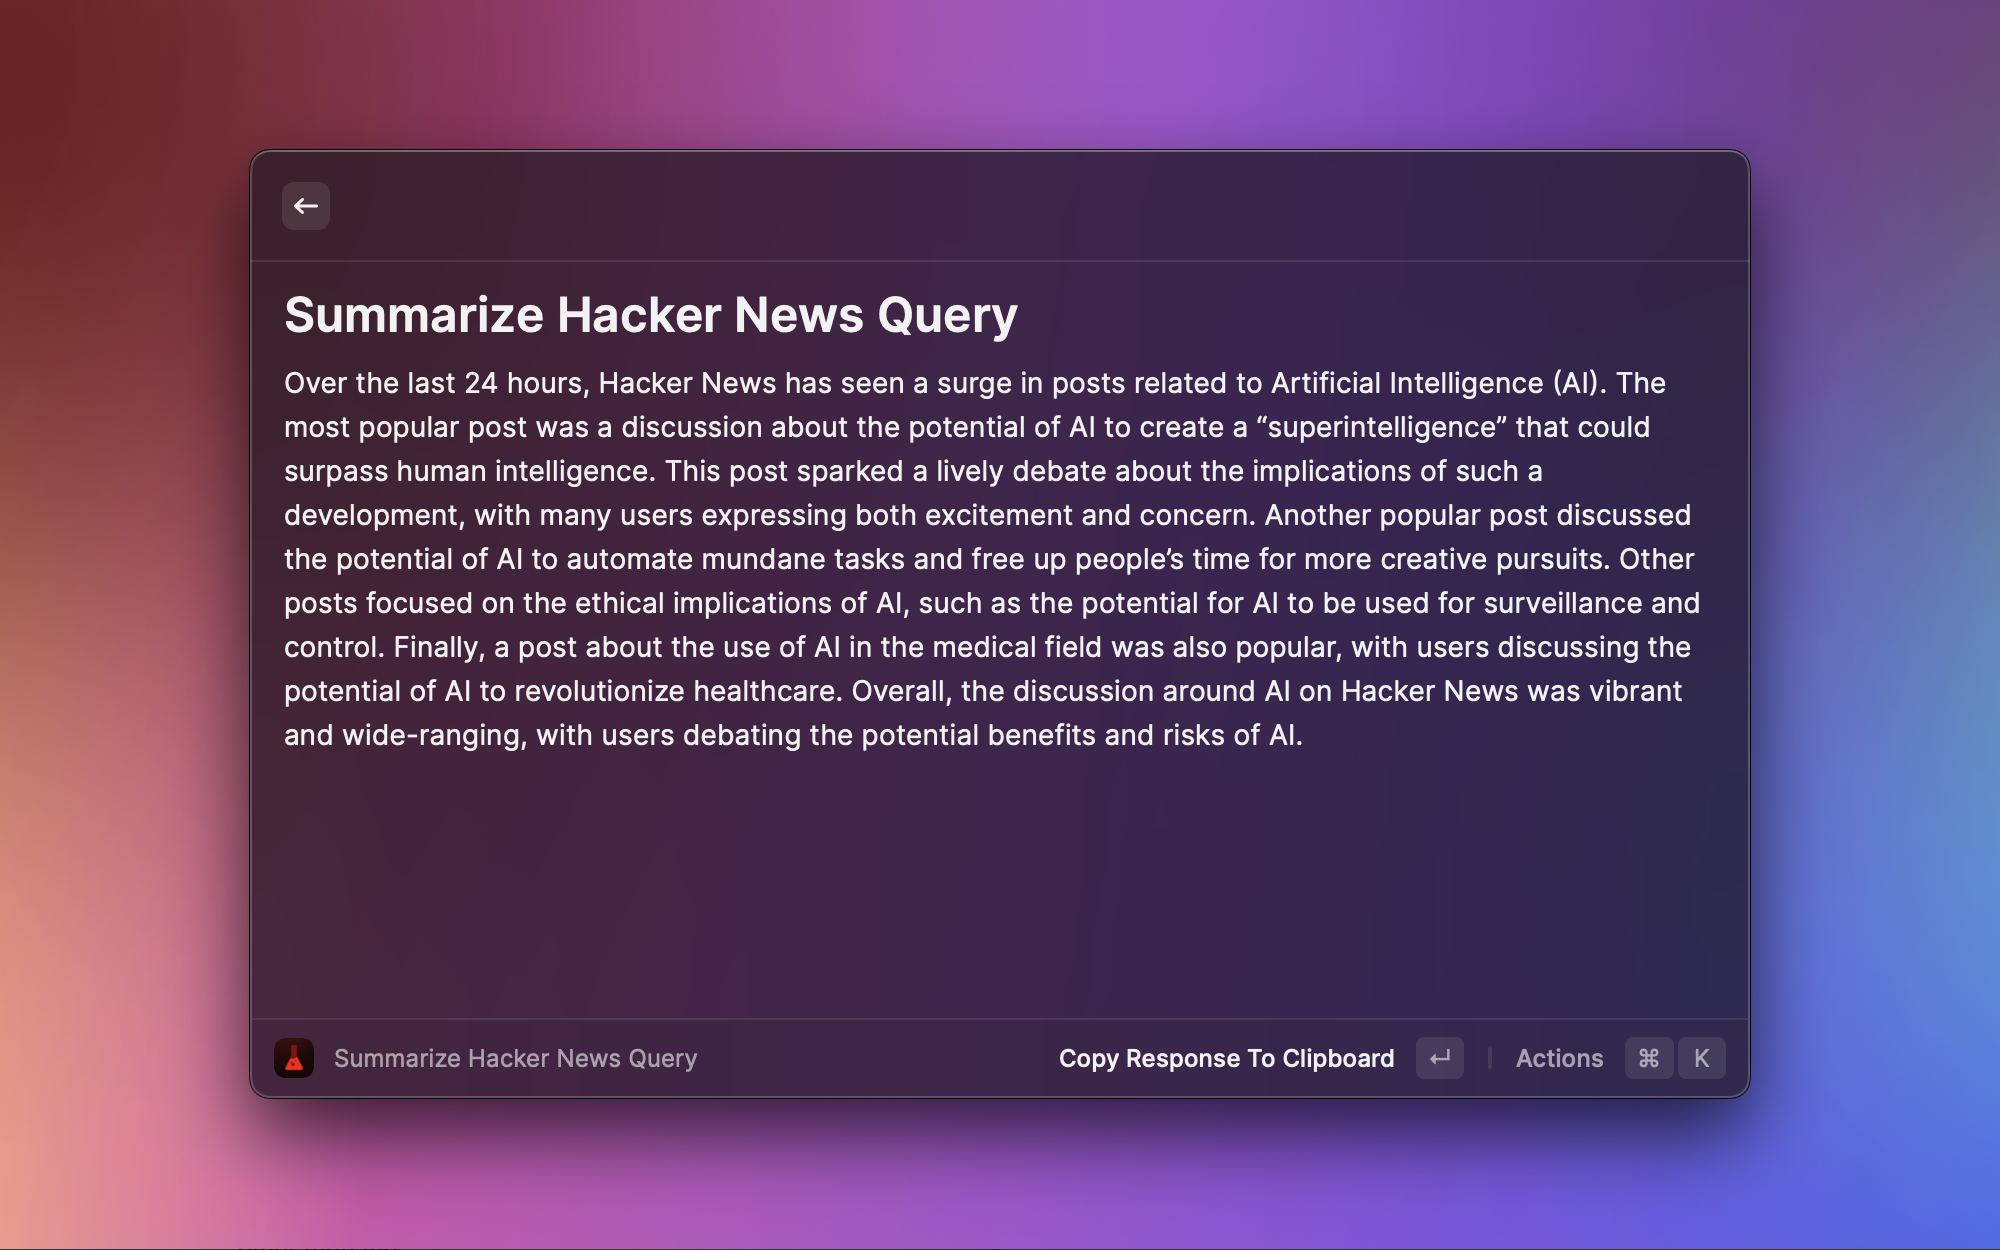 Summarize Hacker News Query
Over the last 24 hours, Hacker News has seen a surge in posts related to Artificial Intelligence (AI). The
most popular post was a discussion about the potential of AI to create a “superintelligence” that could
surpass human intelligence. This post sparked a lively debate about the implications of such a
development, with many users expressing both excitement and concern. Another popular post discussed
the potential of AI to automate mundane tasks and free up people’s time for more creative pursuits. Other
posts focused on the ethical implications of AI, such as the potential for AI to be used for surveillance and
control. Finally, a post about the use of AI in the medical field was also popular, with users discussing the
potential of AI to revolutionize healthcare. Overall, the discussion around AI on Hacker News was vibrant
and wide-ranging, with users debating the potential benefits and risks of AI.
Summarize Hacker News Query
Copy Response To Clipboard ↵ | Actions ⌘ K